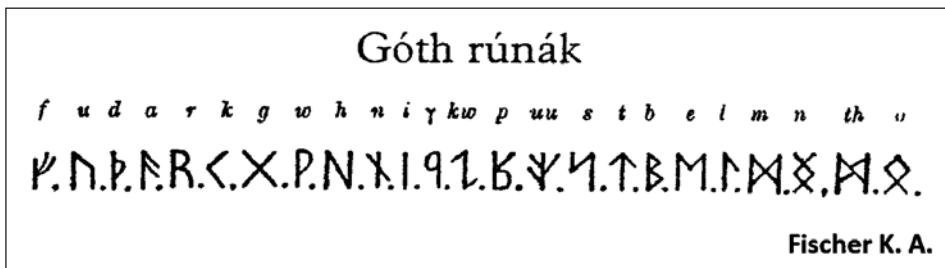 Góth rúnák
f u d a r k g w h n i γ kw p uu s t b e l m n th
ᚠ.ᚢ.ᚦ.ᚨ.ᚱ.ᚲ.ᚷ.ᚹ.ᚺ.ᚾ.ᛁ.ᛩ.ᛇ.ᛉ.ᛋ.ᛏ.ᛒ.ᛖ.ᛚ.ᛗ.ᛝ,ᛗ.ᛟ.
Fischer K. A.